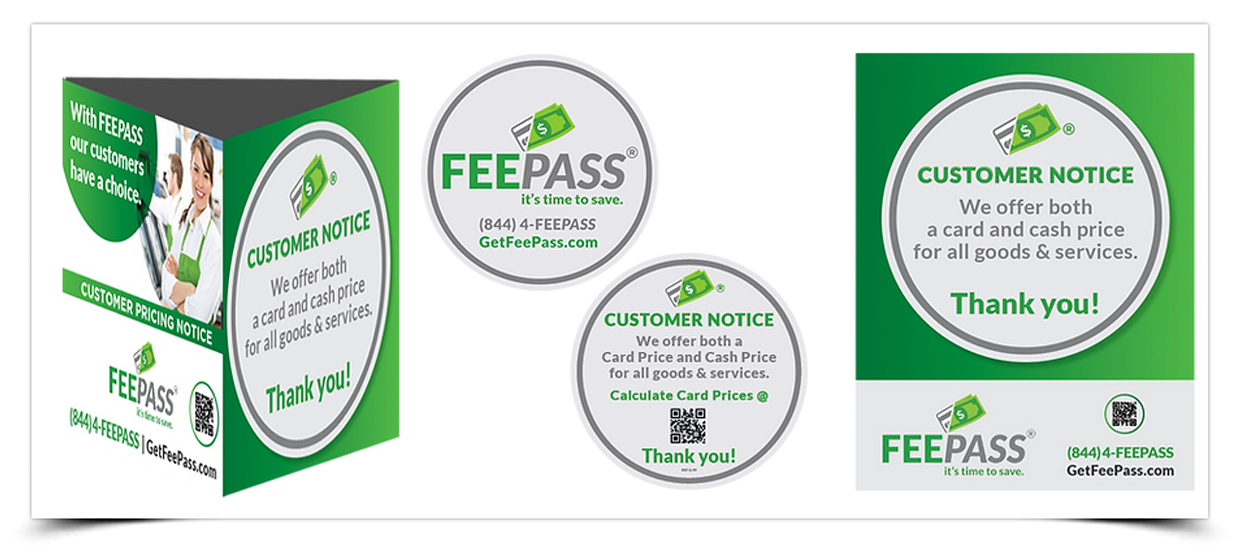 With FEEPASS
our customers
have a choice.
CUSTOMER PRICING NOTICE
FEEPASS®
it's time to save.
(844)4-FEEPASS | GetFeePass.com
$
®
CUSTOMER NOTICE
We offer both
a card and cash price
for all goods & services.
Thank you!
$
FEEPASS®
it's time to save.
(844) 4-FEEPASS
GetFeePass.com
$
®
CUSTOMER NOTICE
We offer both a
Card Price and Cash Price
for all goods & services.
Calculate Card Prices @
Thank you!
$
®
CUSTOMER NOTICE
We offer both
a card and cash price
for all goods & services.
Thank you!
$
FEEPASS®
it's time to save.
(844)4-FEEPASS
GetFeePass.com